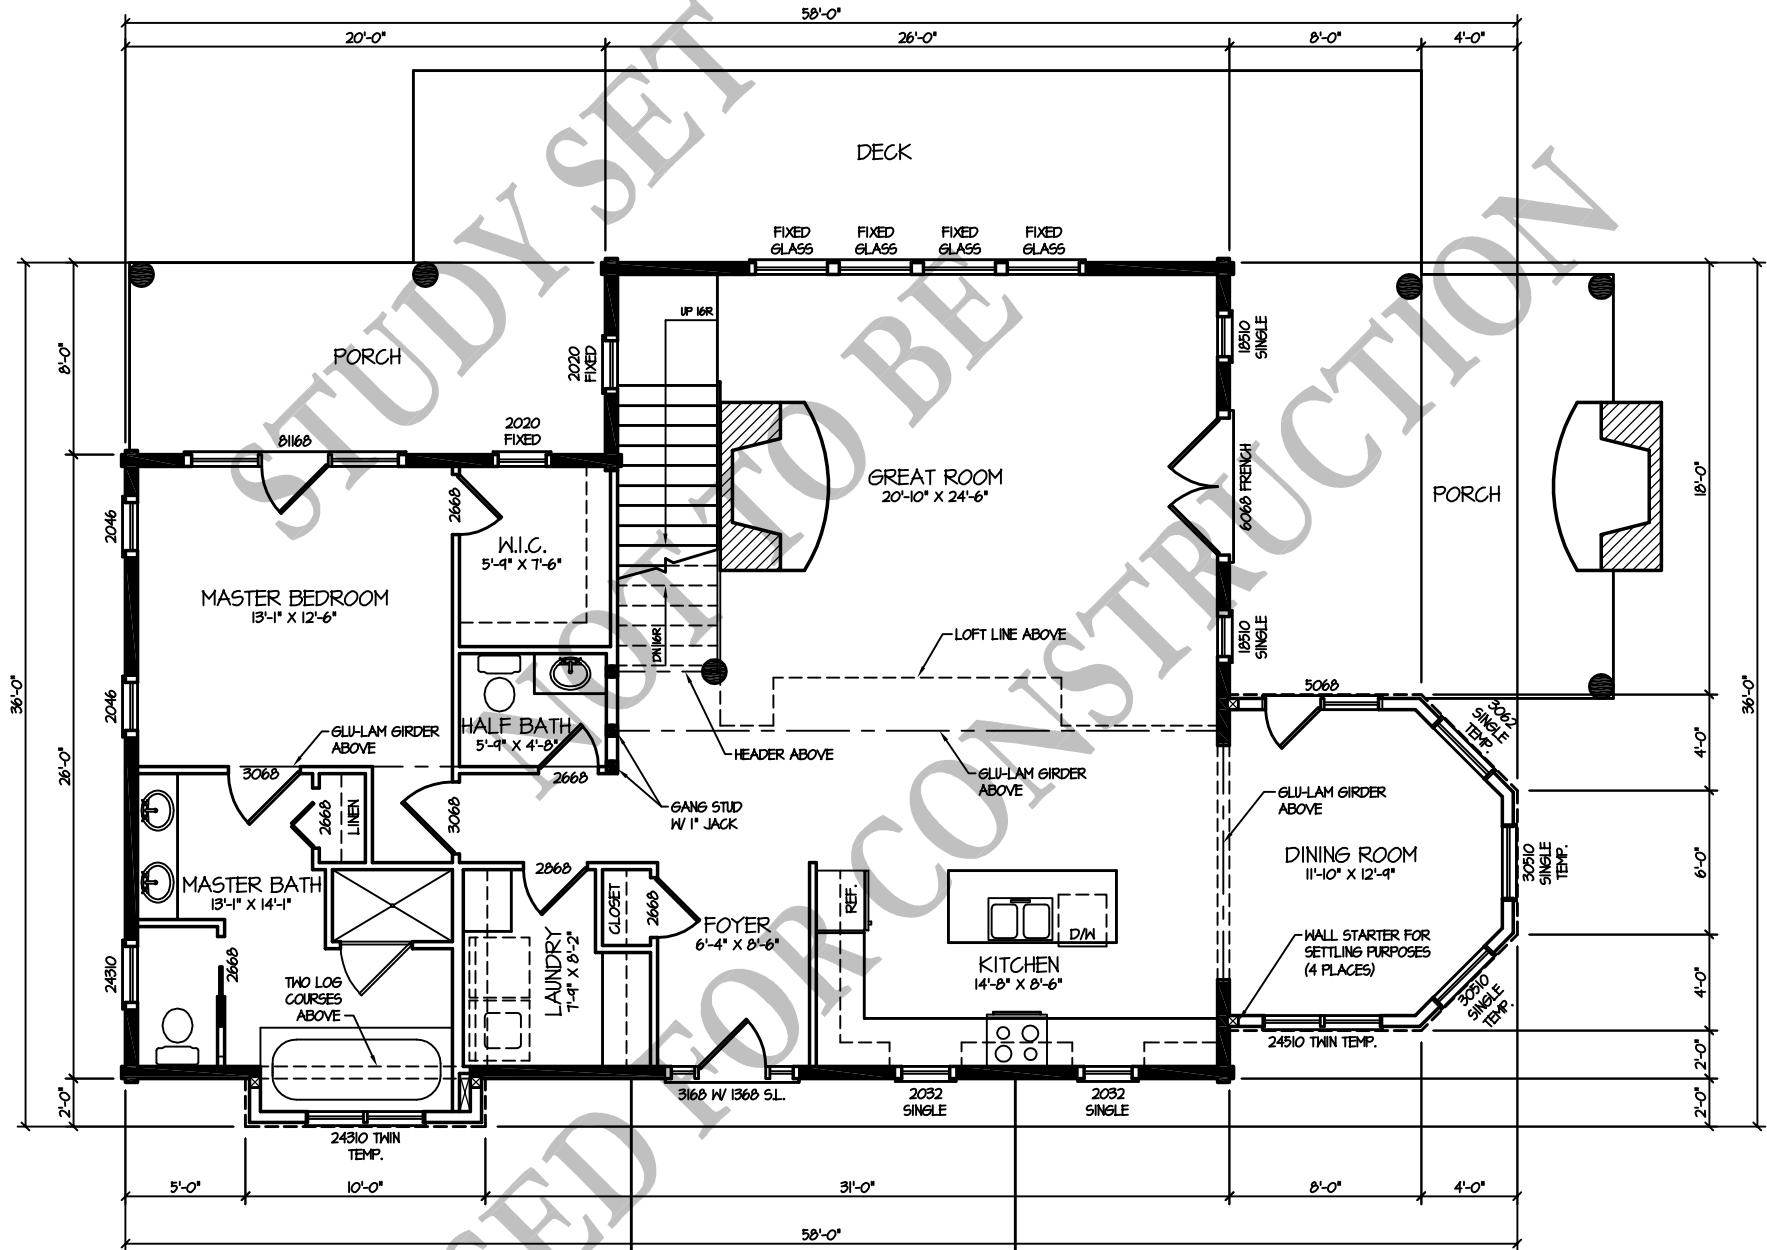 58'-0"
20'-0"
26'-0"
8'-0"
4'-0"
STUDY SET
NOT TO BE
USED FOR CONSTRUCTION
DECK
FIXED
GLASS
FIXED
GLASS
FIXED
GLASS
FIXED
GLASS
36'-0"
8'-0"
26'-0"
2'-0"
PORCH
2020
FIXED
2020
FIXED
81168
UP 16R
DN 16R
18510
SINGLE
GREAT ROOM
20'-10" X 24'-6"
6068 FRENCH
PORCH
18'-0"
36'-0"
2046
2668
W.I.C.
5'-9" X 7'-6"
MASTER BEDROOM
13'-1" X 12'-6"
2046
LOFT LINE ABOVE
18510
SINGLE
5068
3062
SINGLE
TEMP.
HALF BATH
5'-9" X 4'-8"
2668
GLU-LAM GIRDER
ABOVE
HEADER ABOVE
GLU-LAM GIRDER
ABOVE
GLU-LAM GIRDER
ABOVE
4'-0"
3068
2668
LINEN
3068
GANG STUD
W/ 1" JACK
DINING ROOM
11'-10" X 12'-9"
30510
SINGLE
TEMP.
6'-0"
2868
MASTER BATH
13'-1" X 14'-1"
CLOSET
2668
FOYER
6'-4" X 8'-6"
REF.
D/W
KITCHEN
14'-8" X 8'-6"
WALL STARTER FOR
SETTLING PURPOSES
(4 PLACES)
24310
2668
TWO LOG
COURSES
ABOVE
LAUNDRY
7'-9" X 8'-2"
30510
SINGLE
TEMP.
4'-0"
24510 TWIN TEMP.
2'-0"
2'-0"
3168 W/ 1368 S.L.
2032
SINGLE
2032
SINGLE
24310 TWIN
TEMP.
5'-0"
10'-0"
31'-0"
8'-0"
4'-0"
58'-0"